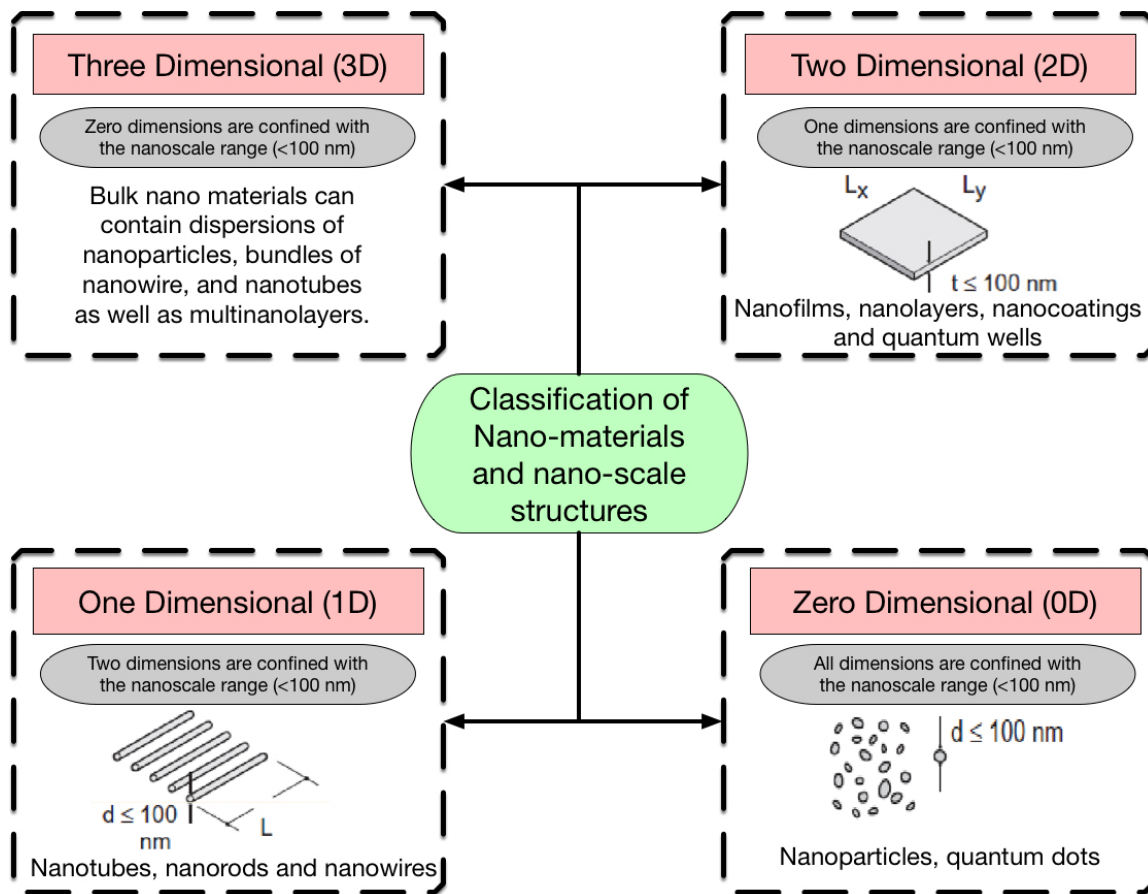 Three Dimensional (3D)
Zero dimensions are confined with
the nanoscale range (<100 nm)
Bulk nano materials can
contain dispersions of
nanoparticles, bundles of
nanowire, and nanotubes
as well as multinanolayers.
Two Dimensional (2D)
One dimensions are confined with
the nanoscale range (<100 nm)
Lx
Ly
t ≤ 100 nm
Nanofilms, nanolayers, nanocoatings
and quantum wells
Classification of
Nano-materials
and nano-scale
structures
One Dimensional (1D)
Two dimensions are confined with
the nanoscale range (<100 nm)
d ≤ 100
nm
L
Nanotubes, nanorods and nanowires
Zero Dimensional (0D)
All dimensions are confined with
the nanoscale range (<100 nm)
d ≤ 100 nm
Nanoparticles, quantum dots